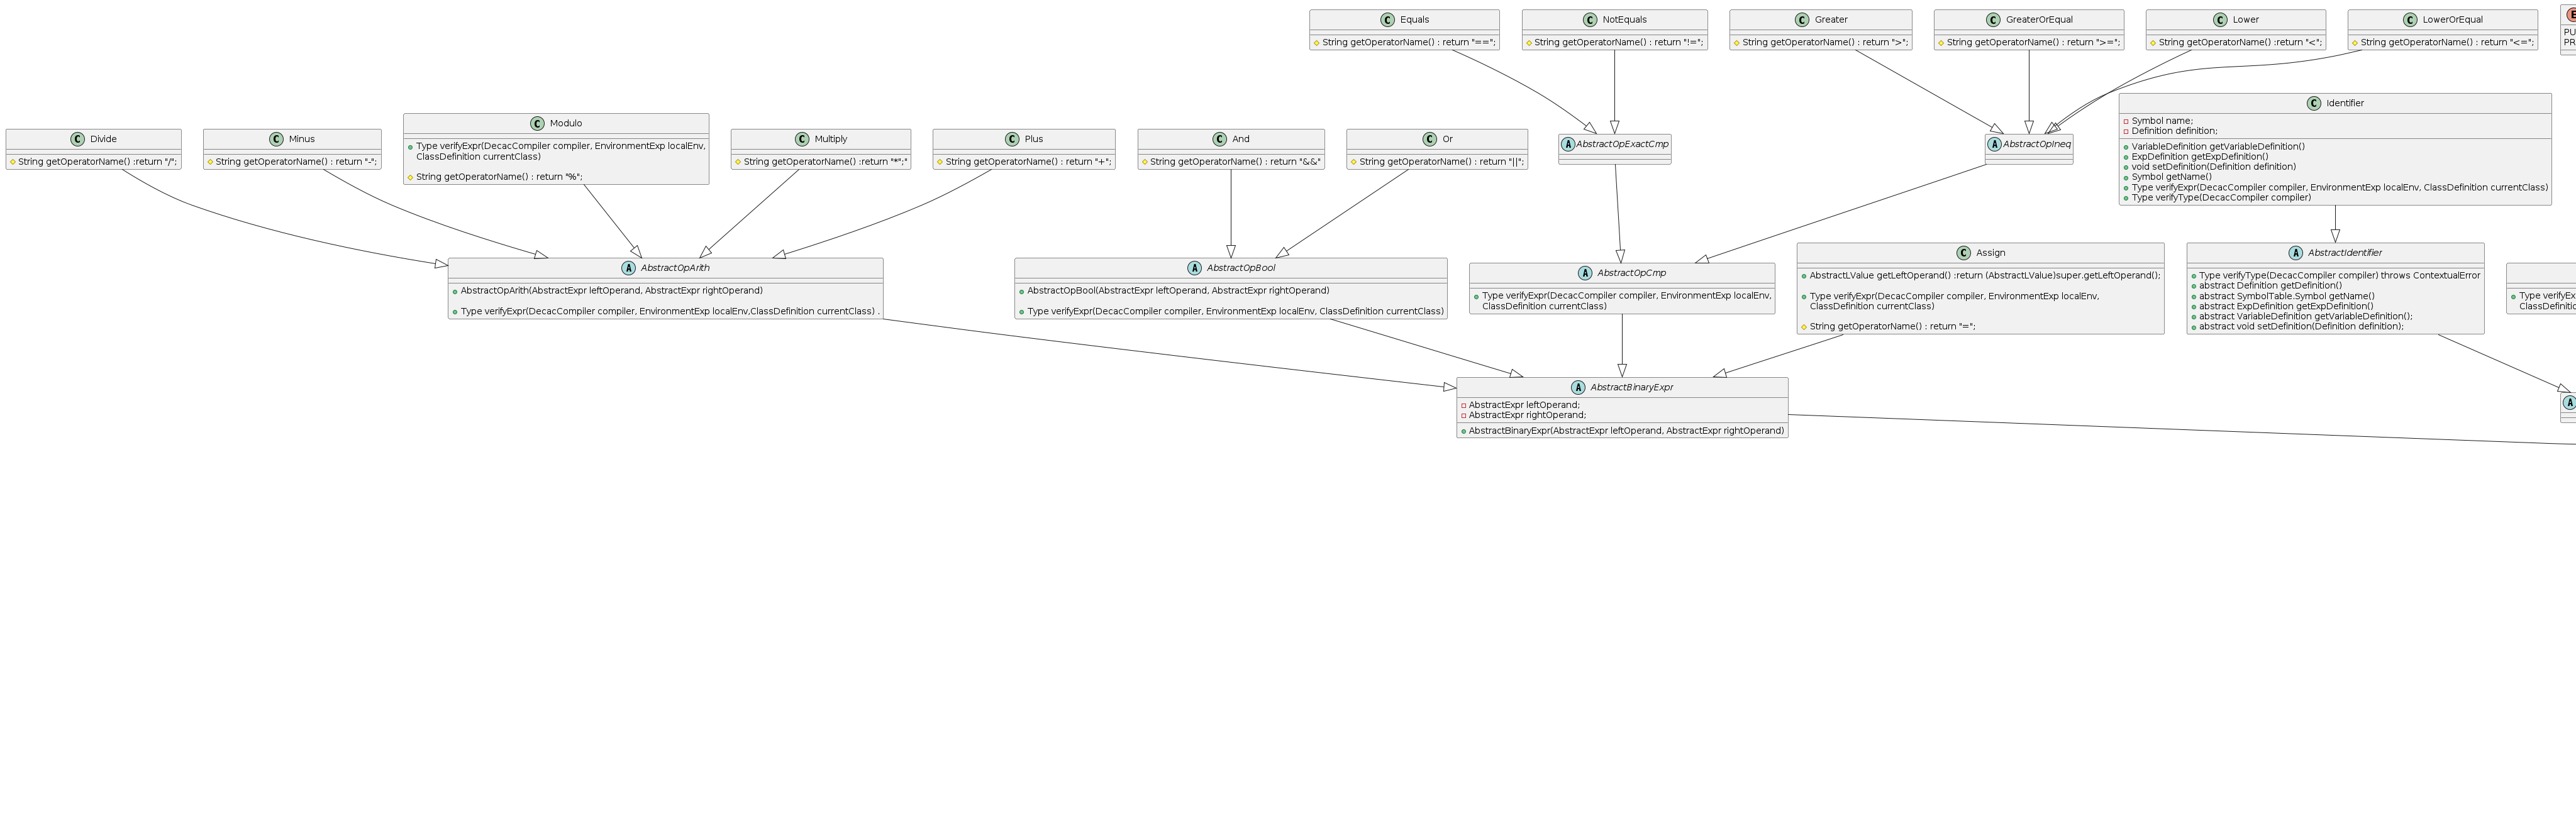 Equals
String getOperatorName() : return "==";
NotEquals
String getOperatorName() : return "!=";
Greater
String getOperatorName() : return ">";
GreaterOrEqual
String getOperatorName() : return ">=";
Lower
String getOperatorName() :return "<";
LowerOrEqual
String getOperatorName() : return "<=";
E
PU
PR
Divide
String getOperatorName() :return "/";
Minus
String getOperatorName() : return "-";
Modulo
Type verifyExpr(DecacCompiler compiler, EnvironmentExp localEnv,
ClassDefinition currentClass)
String getOperatorName() : return "%";
Multiply
String getOperatorName() :return "*";"
Plus
String getOperatorName() : return "+";
And
String getOperatorName() : return "&&"
Or
String getOperatorName() : return "||";
AbstractOpExactCmp
AbstractOpIneq
Identifier
Symbol name;
Definition definition;
VariableDefinition getVariableDefinition()
ExpDefinition getExpDefinition()
void setDefinition(Definition definition)
Symbol getName()
Type verifyExpr(DecacCompiler compiler, EnvironmentExp localEnv, ClassDefinition currentClass)
Type verifyType(DecacCompiler compiler)
AbstractOpArith
AbstractOpArith(AbstractExpr leftOperand, AbstractExpr rightOperand)
Type verifyExpr(DecacCompiler compiler, EnvironmentExp localEnv,ClassDefinition currentClass) .
AbstractOpBool
AbstractOpBool(AbstractExpr leftOperand, AbstractExpr rightOperand)
Type verifyExpr(DecacCompiler compiler, EnvironmentExp localEnv, ClassDefinition currentClass)
AbstractOpCmp
Type verifyExpr(DecacCompiler compiler, EnvironmentExp localEnv,
ClassDefinition currentClass)
Assign
AbstractLValue getLeftOperand() :return (AbstractLValue)super.getLeftOperand();
Type verifyExpr(DecacCompiler compiler, EnvironmentExp localEnv,
ClassDefinition currentClass)
String getOperatorName() : return "=";
AbstractIdentifier
Type verifyType(DecacCompiler compiler) throws ContextualError
abstract Definition getDefinition()
abstract SymbolTable.Symbol getName()
abstract ExpDefinition getExpDefinition()
abstract VariableDefinition getVariableDefinition();
abstract void setDefinition(Definition definition);
Type verifyEx
ClassDefinitio
AbstractBinaryExpr
AbstractExpr leftOperand;
AbstractExpr rightOperand;
AbstractBinaryExpr(AbstractExpr leftOperand, AbstractExpr rightOperand)